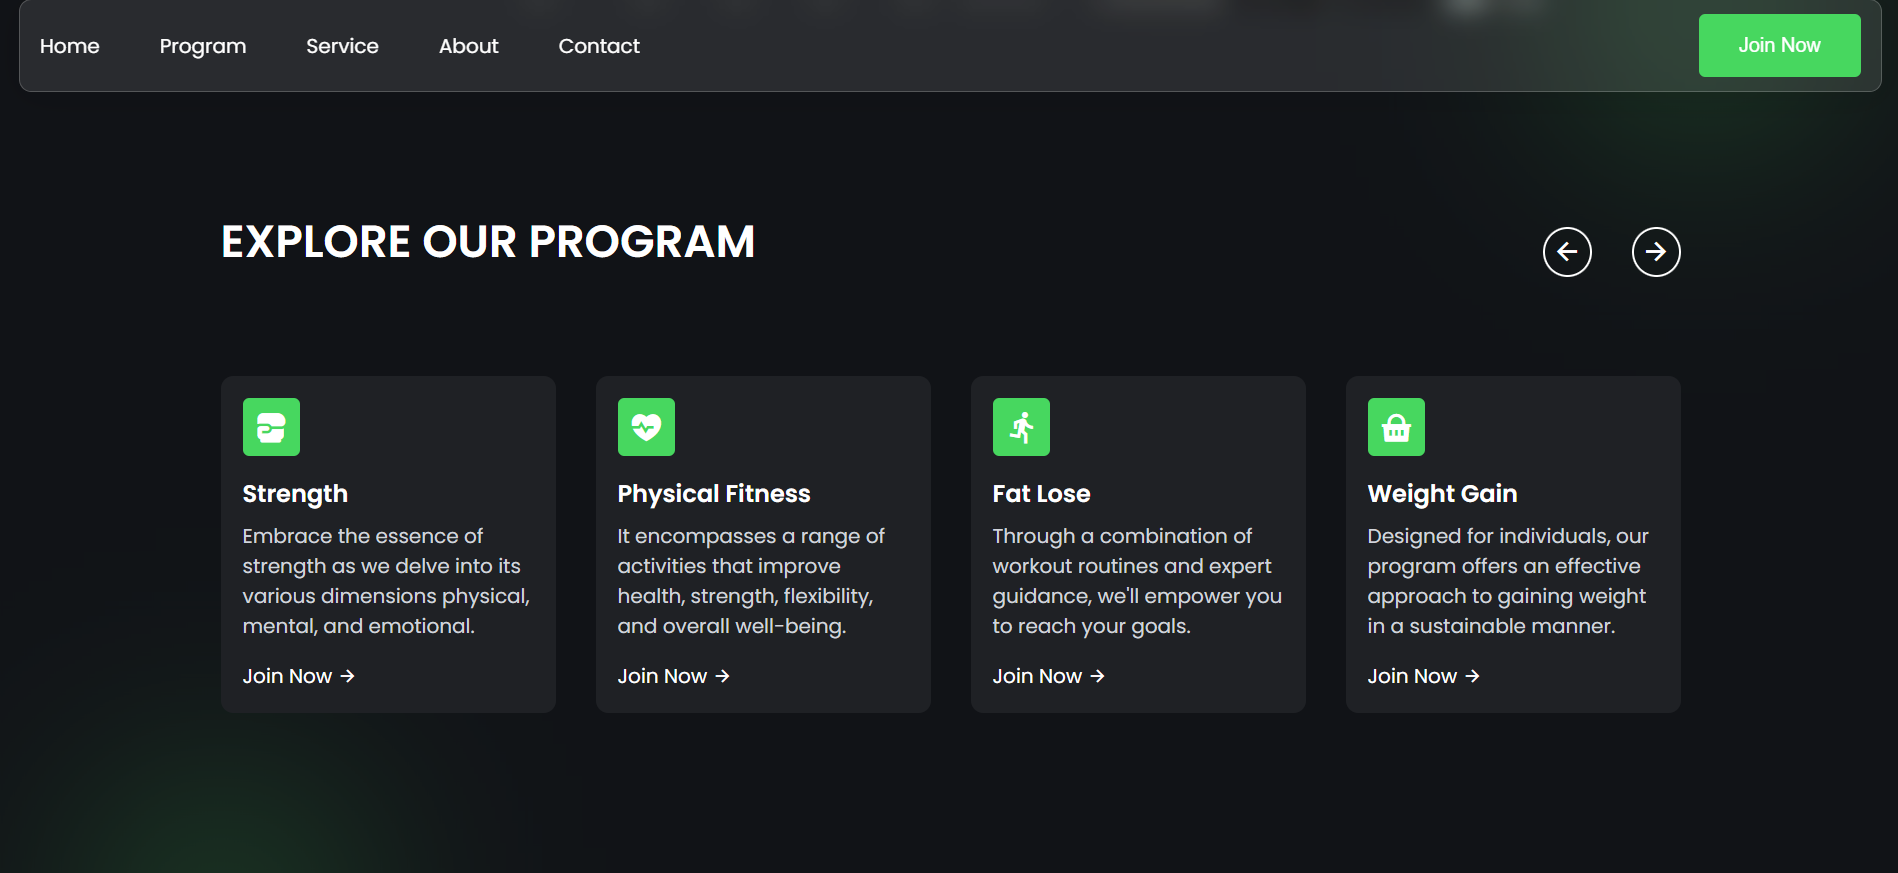 Home Program Service About Contact Join Now
EXPLORE OUR PROGRAM
Strength
Embrace the essence of
strength as we delve into its
various dimensions physical,
mental, and emotional.
Join Now →
Physical Fitness
It encompasses a range of
activities that improve
health, strength, flexibility,
and overall well-being.
Join Now →
Fat Lose
Through a combination of
workout routines and expert
guidance, we'll empower you
to reach your goals.
Join Now →
Weight Gain
Designed for individuals, our
program offers an effective
approach to gaining weight
in a sustainable manner.
Join Now →